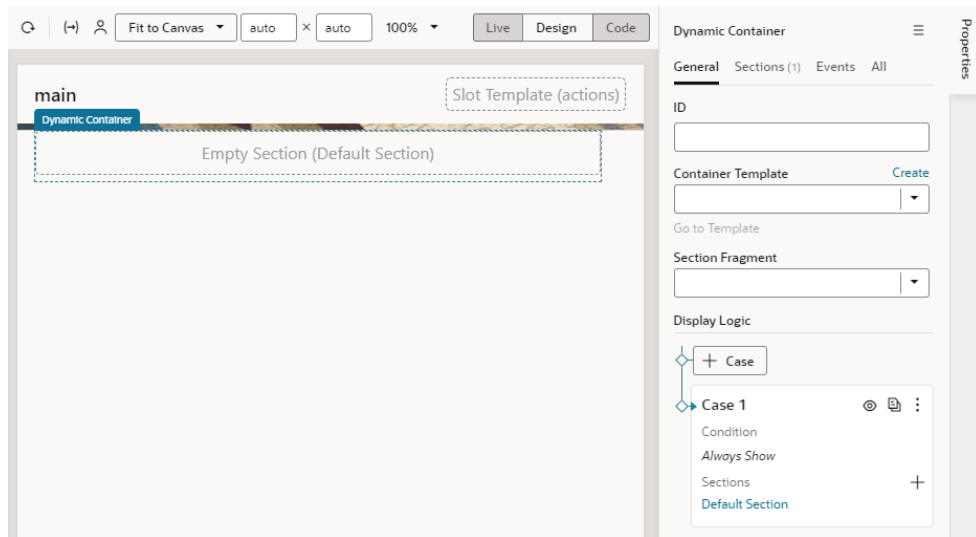 Fit to Canvas auto × auto 100% Live Design Code
main
Slot Template (actions)
Dynamic Container
Empty Section (Default Section)
Dynamic Container
General Sections (1) Events All
ID
Container Template Create
Go to Template
Section Fragment
Display Logic
+ Case
Case 1
Condition
Always Show
Sections +
Default Section
Properties